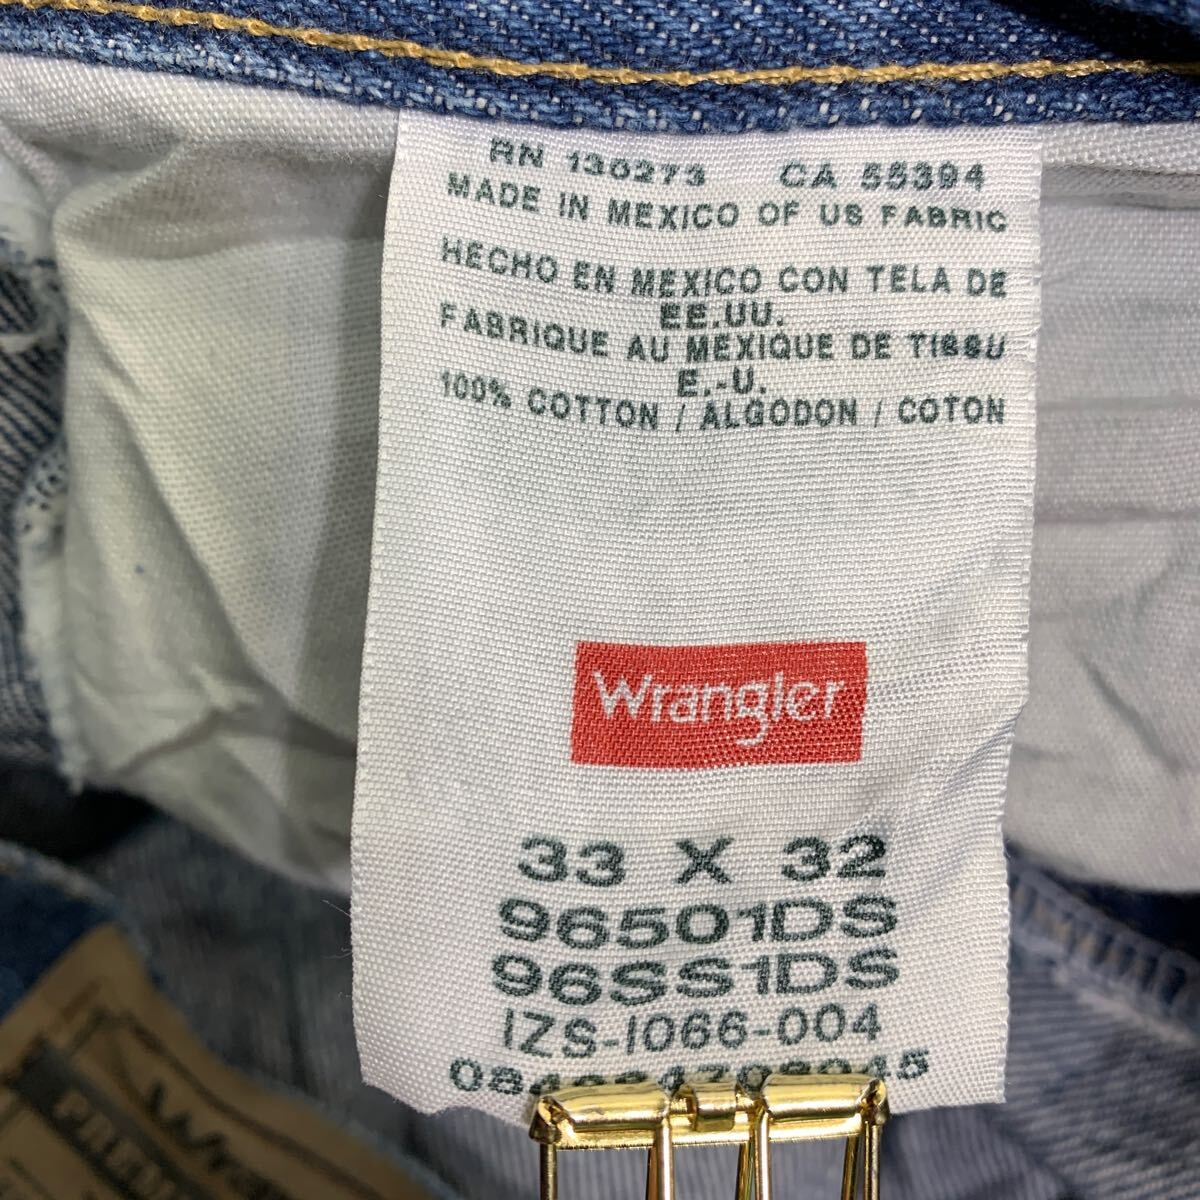 RN 130273 CA 55394
MADE IN MEXICO OF US FABRIC
HECHO EN MEXICO CON TELA DE
EE.UU.
FABRIQUE AU MEXIQUE DE TISSU
E.-U.
100% COTTON / ALGODON / COTON
Wrangler
33 X 32
96501DS
96SS1DS
IZS-I066-004